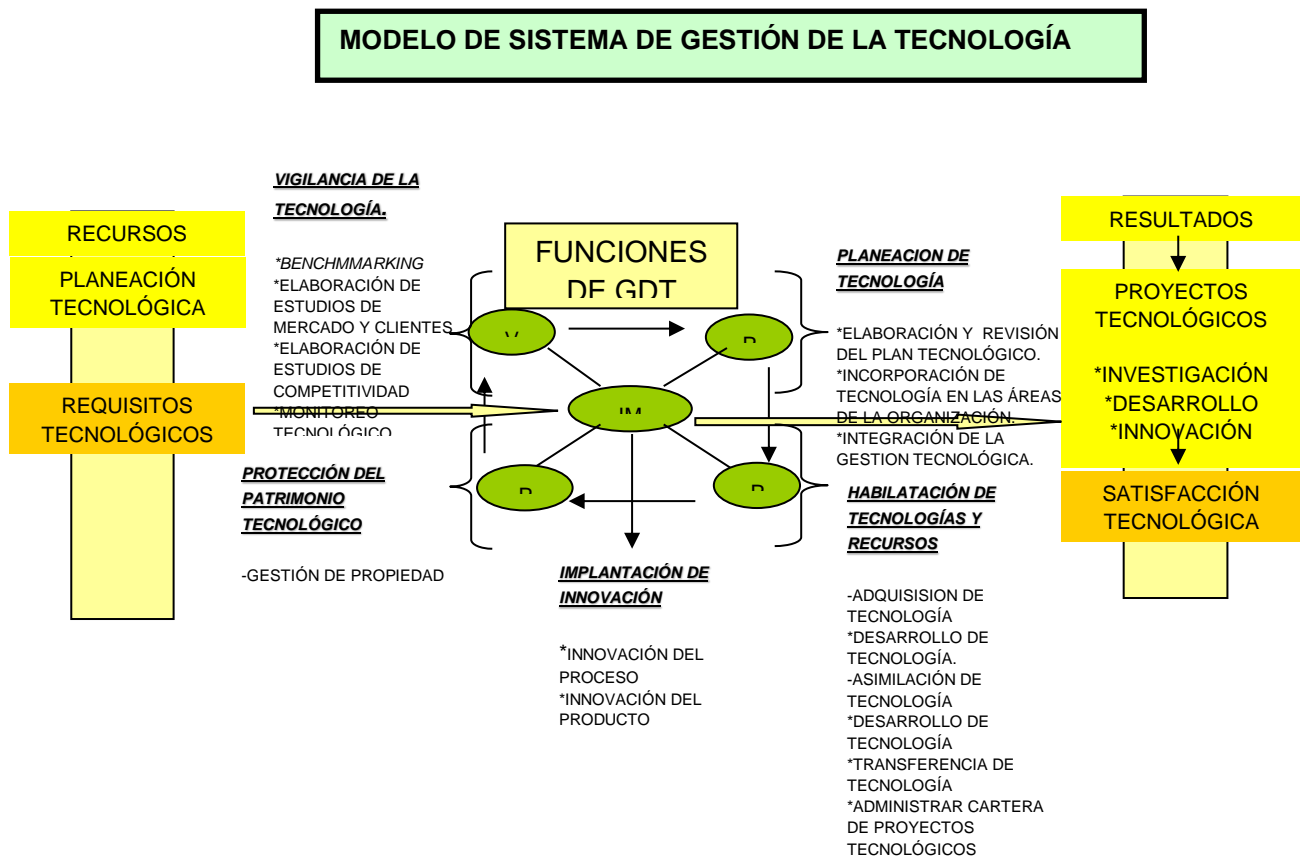 MODELO DE SISTEMA DE GESTIÓN DE LA TECNOLOGÍA
RECURSOS
PLANEACIÓN
TECNOLÓGICA
REQUISITOS
TECNOLÓGICOS
VIGILANCIA DE LA
TECNOLOGÍA.
*BENCHMMARKING
*ELABORACIÓN DE
ESTUDIOS DE
MERCADO Y CLIENTES
*ELABORACIÓN DE
ESTUDIOS DE
COMPETITIVIDAD
*MONITOREO
TECNOLÓGICO
PROTECCIÓN DEL
PATRIMONIO
TECNOLÓGICO
-GESTIÓN DE PROPIEDAD
FUNCIONES
DE GDT
IMPLANTACIÓN DE
INNOVACIÓN
*INNOVACIÓN DEL
PROCESO
*INNOVACIÓN DEL
PRODUCTO
PLANEACION DE
TECNOLOGÍA
*ELABORACIÓN Y REVISIÓN
DEL PLAN TECNOLÓGICO.
*INCORPORACIÓN DE
TECNOLOGÍA EN LAS ÁREAS
DE LA ORGANIZACIÓN.
*INTEGRACIÓN DE LA
GESTION TECNOLÓGICA.
HABILATACIÓN DE
TECNOLOGÍAS Y
RECURSOS
-ADQUISISION DE
TECNOLOGÍA
*DESARROLLO DE
TECNOLOGÍA.
-ASIMILACIÓN DE
TECNOLOGÍA
*DESARROLLO DE
TECNOLOGÍA
*TRANSFERENCIA DE
TECNOLOGÍA
*ADMINISTRAR CARTERA
DE PROYECTOS
TECNOLÓGICOS
RESULTADOS
PROYECTOS
TECNOLÓGICOS
*INVESTIGACIÓN
*DESARROLLO
*INNOVACIÓN
SATISFACCIÓN
TECNOLÓGICA